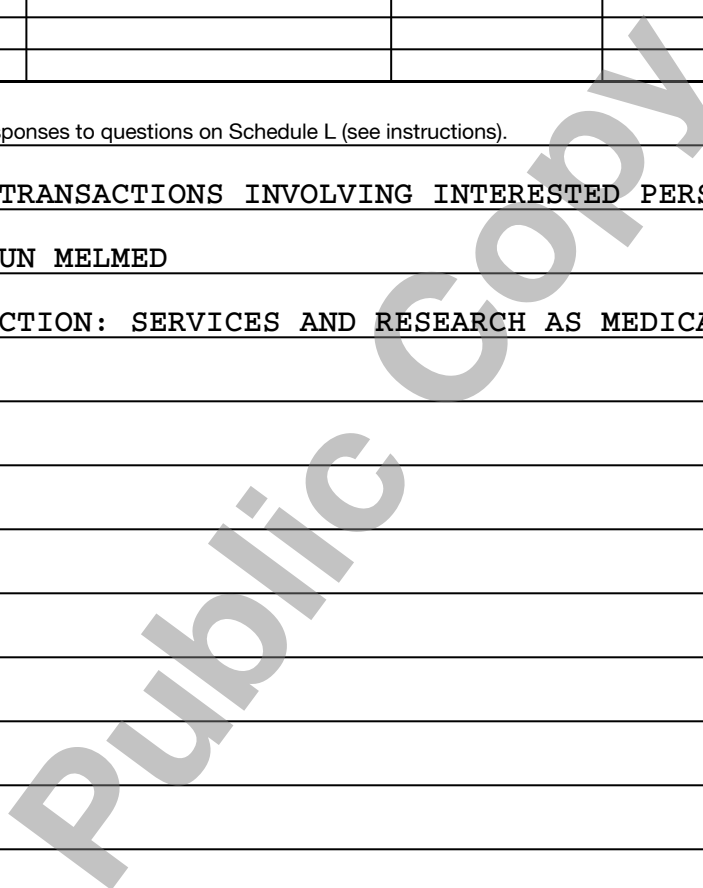 sponses to questions on Schedule L (see instructions).
TRANSACTIONS INVOLVING INTERESTED PERS
UN MELMED
CTION: SERVICES AND RESEARCH AS MEDICA
Public Copy